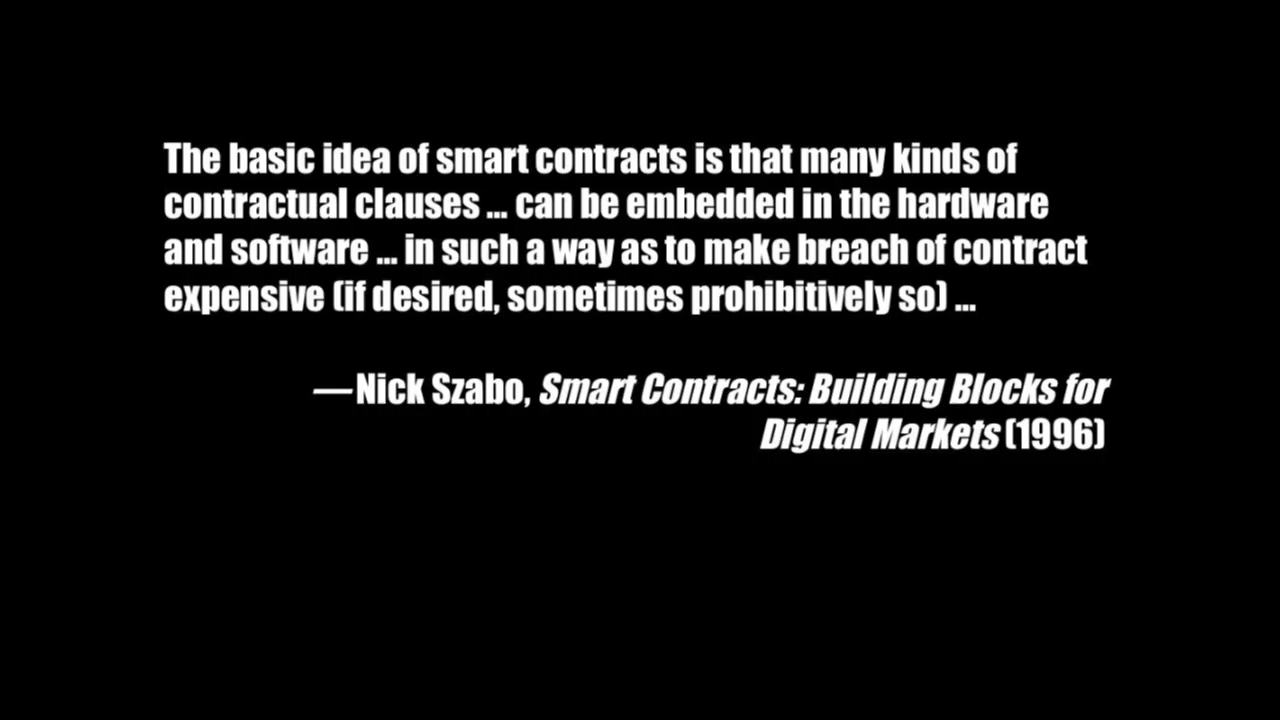 The basic idea of smart contracts is that many kinds of
contractual clauses ... can be embedded in the hardware
and software ... in such a way as to make breach of contract
expensive (if desired, sometimes prohibitively so) ...
—Nick Szabo, Smart Contracts: Building Blocks for
Digital Markets (1996)